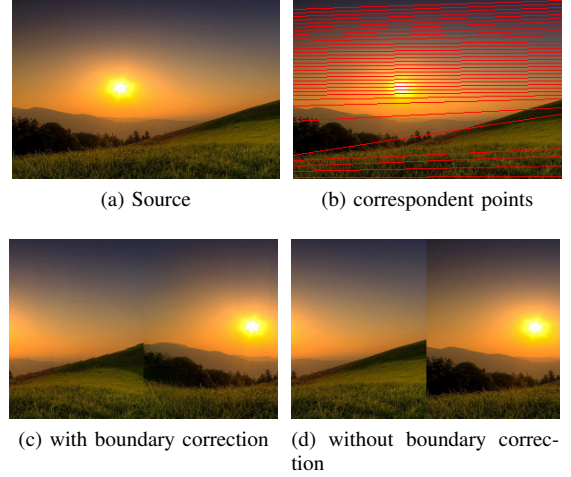 (a) Source
(b) correspondent points
(c) with boundary correction
(d) without boundary correc-
tion